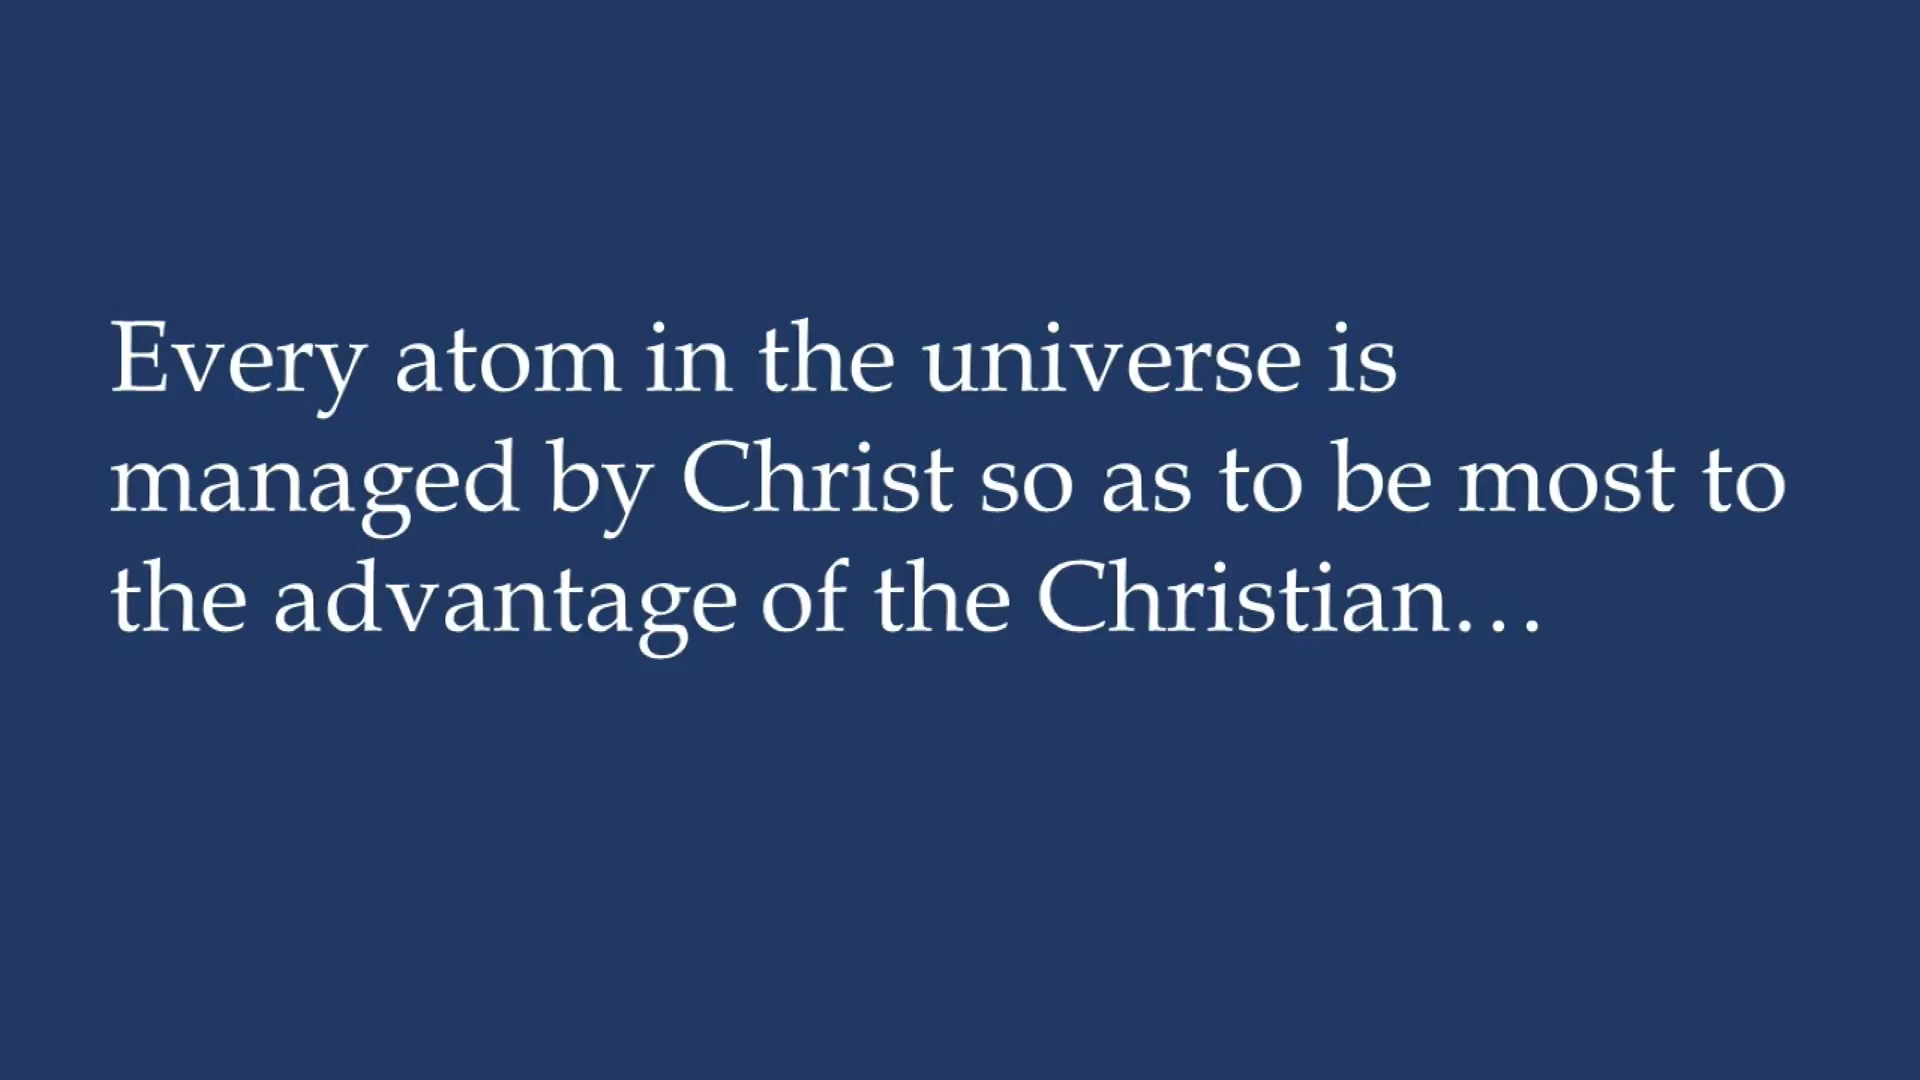 Every atom in the universe is
managed by Christ so as to be most to
the advantage of the Christian…